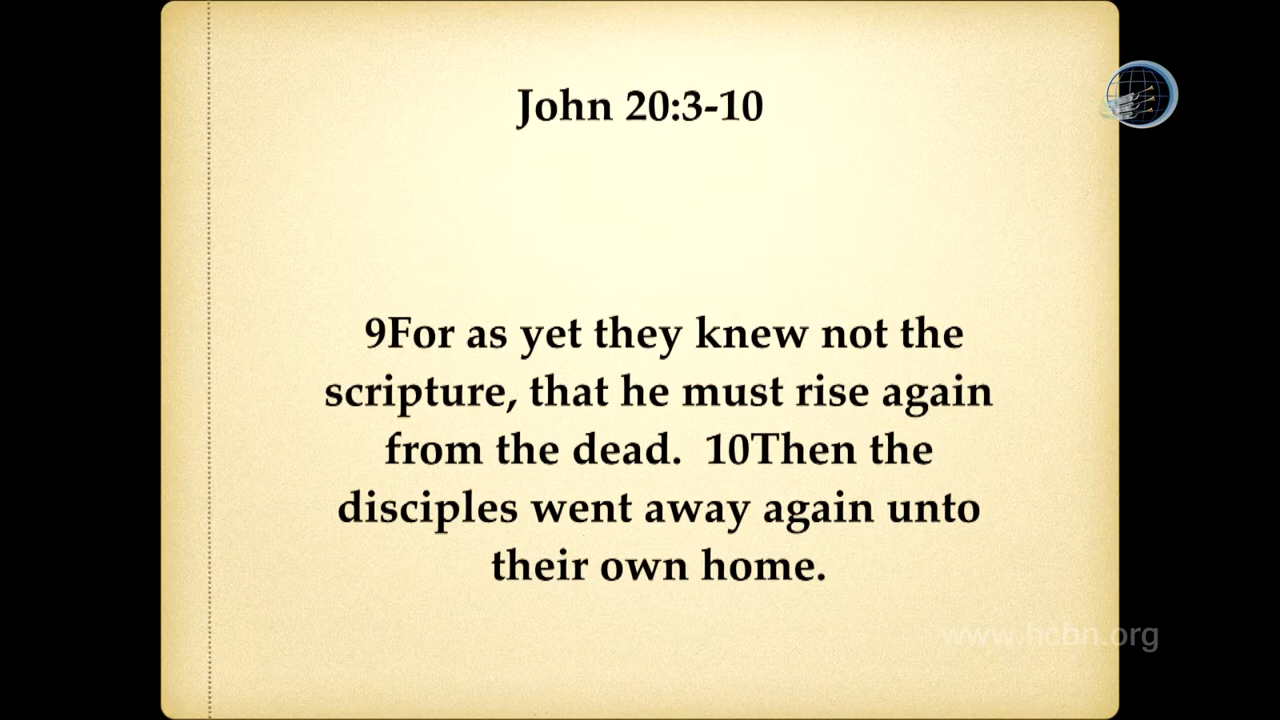 John 20:3-10
9For as yet they knew not the
scripture, that he must rise again
from the dead.  10Then the
disciples went away again unto
their own home.
www.hcbn.org